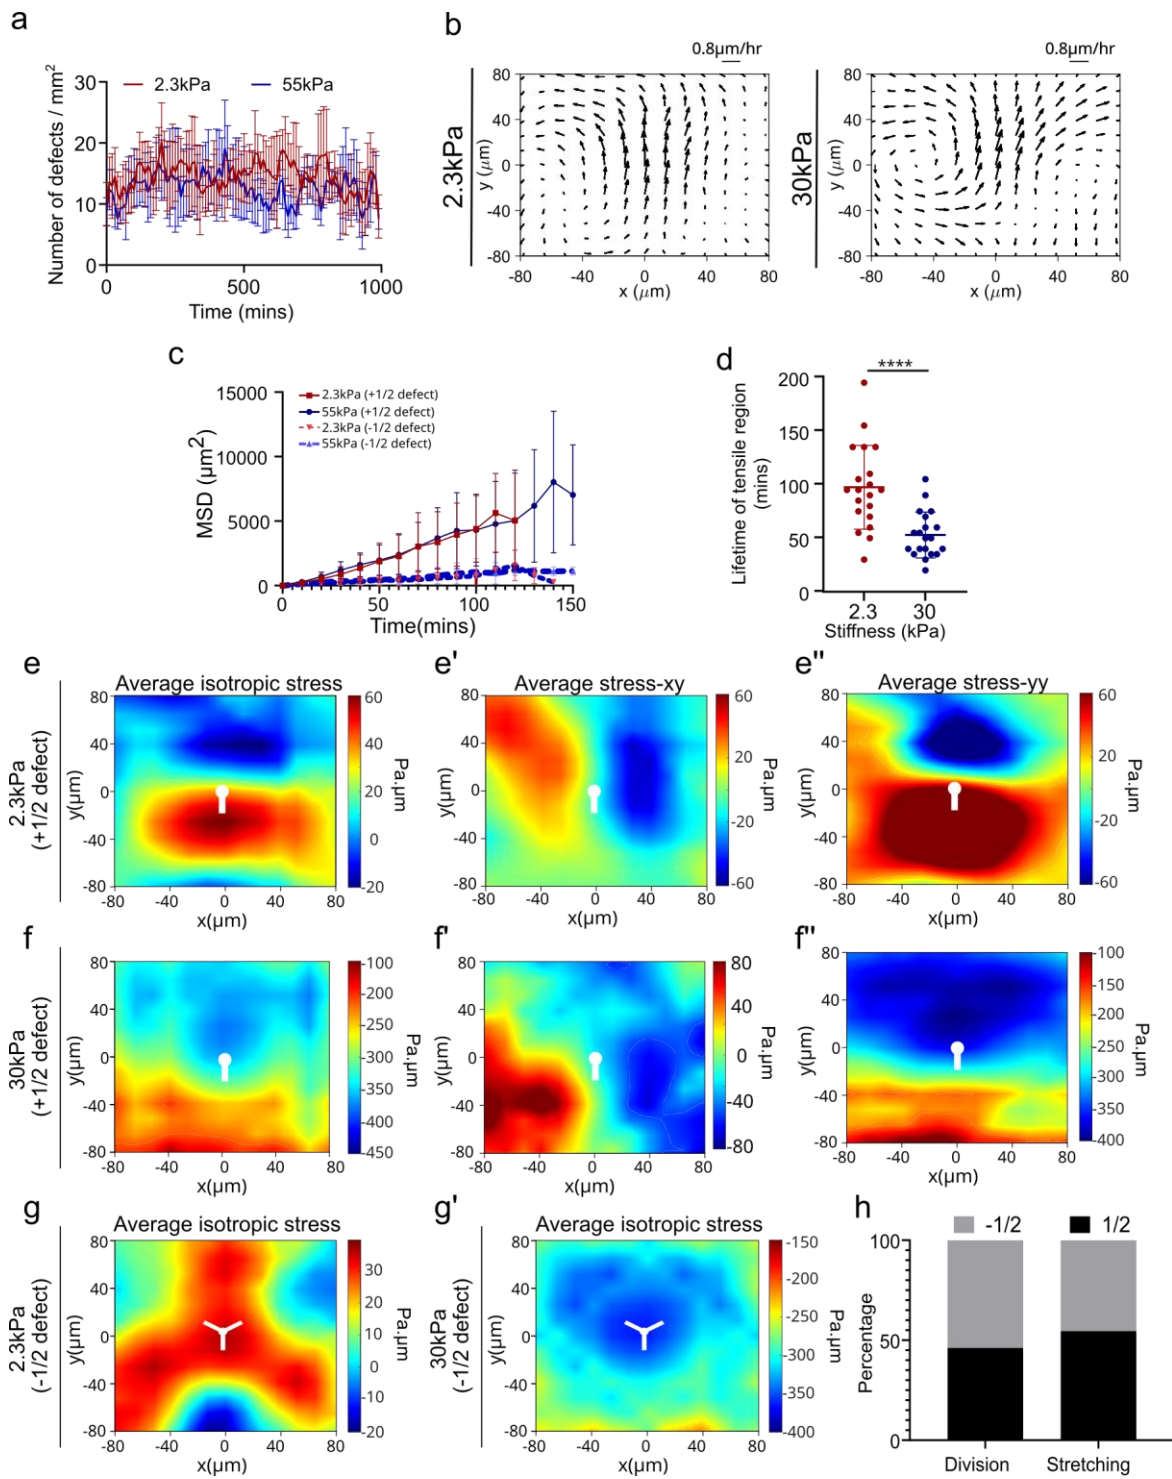 a
Number of defects / mm²
30
20
10
0
2.3kPa
55kPa
0
500
1000
Time (mins)
b
0.8µm/hr
2.3kPa
y (µm)
80
40
0
-40
-80
-80
-40
0
40
80
x (µm)
0.8µm/hr
30kPa
y (µm)
80
40
0
-40
-80
-80
-40
0
40
80
x (µm)
c
MSD (µm²)
15000
10000
5000
0
2.3kPa (+1/2 defect)
55kPa (+1/2 defect)
2.3kPa (-1/2 defect)
55kPa (-1/2 defect)
0
50
100
150
Time(mins)
d
****
Lifetime of tensile region
(mins)
200
150
100
50
0
2.3
30
Stiffness (kPa)
e
Average isotropic stress
2.3kPa
(+1/2 defect)
y(µm)
80
40
0
-40
-80
-80
-40
0
40
80
x(µm)
60
40
20
0
-20
Pa.µm
e'
Average stress-xy
y(µm)
80
40
0
-40
-80
-80
-40
0
40
80
x(µm)
60
20
-20
-60
Pa.µm
e"
Average stress-yy
y(µm)
80
40
0
-40
-80
-80
-40
0
40
80
x(µm)
60
20
-20
-60
Pa.µm
f
30kPa
(+1/2 defect)
y(µm)
80
40
0
-40
-80
-80
-40
0
40
80
x(µm)
-100
-200
-250
-300
-350
-450
Pa.µm
f'
y(µm)
80
40
0
-40
-80
-80
-40
0
40
80
x(µm)
80
40
0
-40
-80
Pa.µm
f"
y(µm)
80
40
0
-40
-80
-80
-40
0
40
80
x(µm)
-100
-150
-200
-250
-300
-350
-400
Pa.µm
g
Average isotropic stress
2.3kPa
(-1/2 defect)
y(µm)
80
40
0
-40
-80
-80
-40
0
40
80
x(µm)
30
20
10
0
-10
-20
Pa.µm
g'
Average isotropic stress
30kPa
(-1/2 defect)
y(µm)
80
40
0
-40
-80
-80
-40
0
40
80
x(µm)
-150
-200
-250
-300
-350
-400
Pa.µm
h
-1/2
1/2
Percentage
100
50
0
Division
Stretching